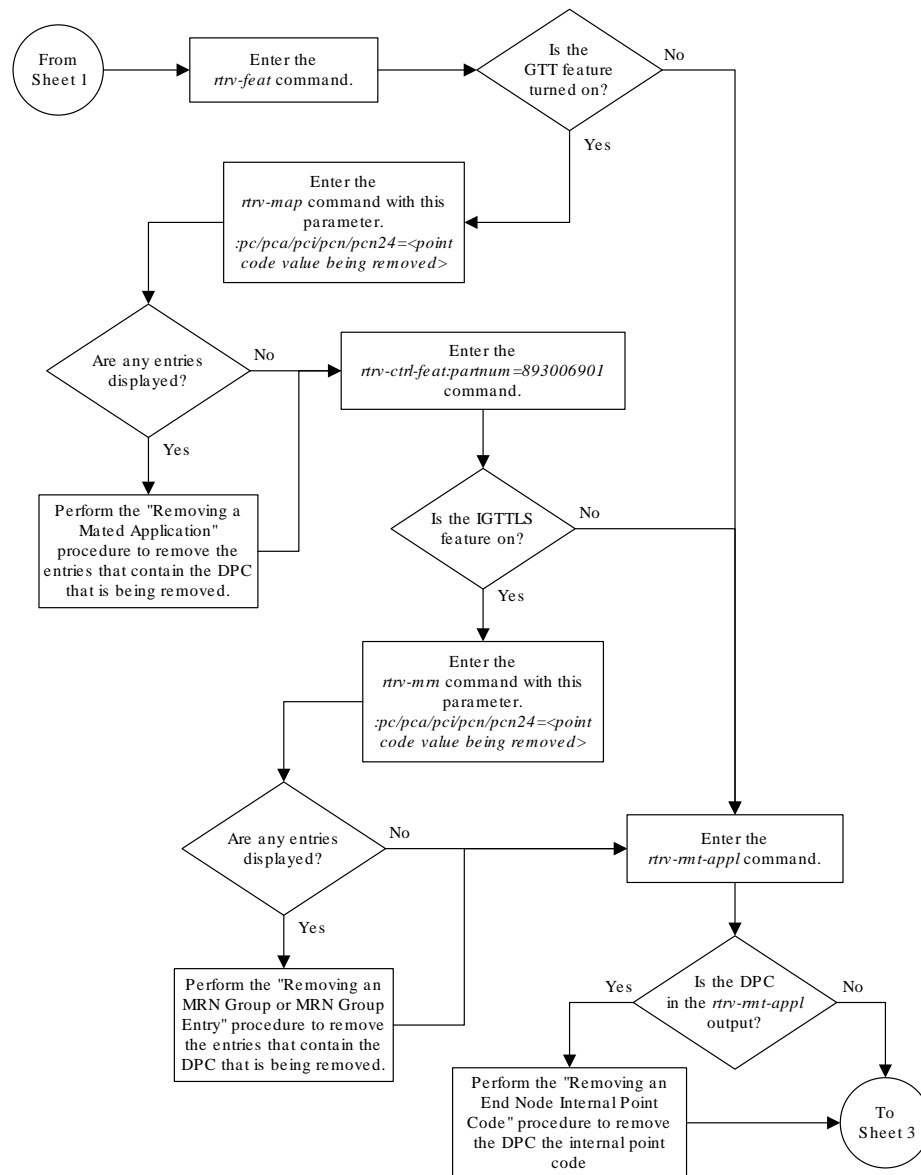 From
Sheet 1
Enter the
rtrv-feat command.
Is the
GTT feature
turned on?
No
Yes
Enter the
rtrv-map command with this
parameter.
:pc/pca/pci/pcn/pcn24=<point
code value being removed>
Are any entries
displayed?
No
Yes
Enter the
rtrv-ctrl-feat:partnum=893006901
command.
Perform the "Removing a
Mated Application"
procedure to remove the
entries that contain the DPC
that is being removed.
Is the IGTTLS
feature on?
No
Yes
Enter the
rtrv-mrn command with this
parameter.
:pc/pca/pci/pcn/pcn24=<point
code value being removed>
Are any entries
displayed?
No
Yes
Enter the
rtrv-rmt-appl command.
Perform the "Removing an
MRN Group or MRN Group
Entry" procedure to remove
the entries that contain the
DPC that is being removed.
Is the DPC
in the rtrv-rmt-appl
output?
Yes
No
Perform the "Removing an
End Node Internal Point
Code" procedure to remove
the DPC the internal point
code
To
Sheet 3